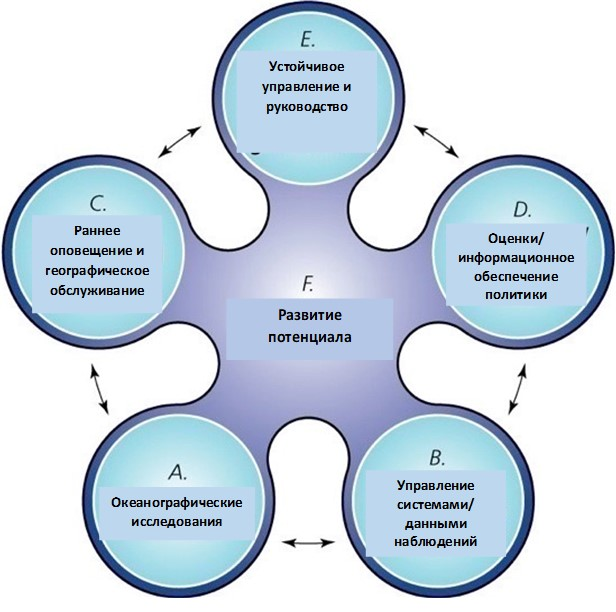 E.
Устойчивое
управление и
руководство
C.
Раннее
оповещение и
географическое
обслуживание
D.
Оценки/
информационное
обеспечение
политики
F.
Развитие
потенциала
A.
Океанографические
исследования
B.
Управление
системами/
данными
наблюдений